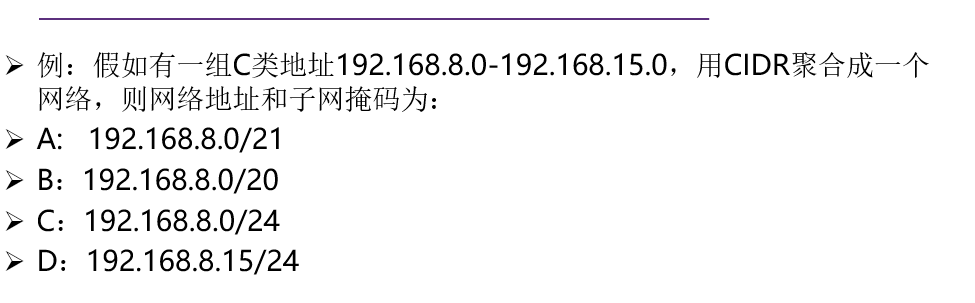 ➢ 例：假如有一组C类地址192.168.8.0-192.168.15.0，用CIDR聚合成一个
网络，则网络地址和子网掩码为：
➢ A: 192.168.8.0/21
➢ B：192.168.8.0/20
➢ C：192.168.8.0/24
➢ D：192.168.8.15/24